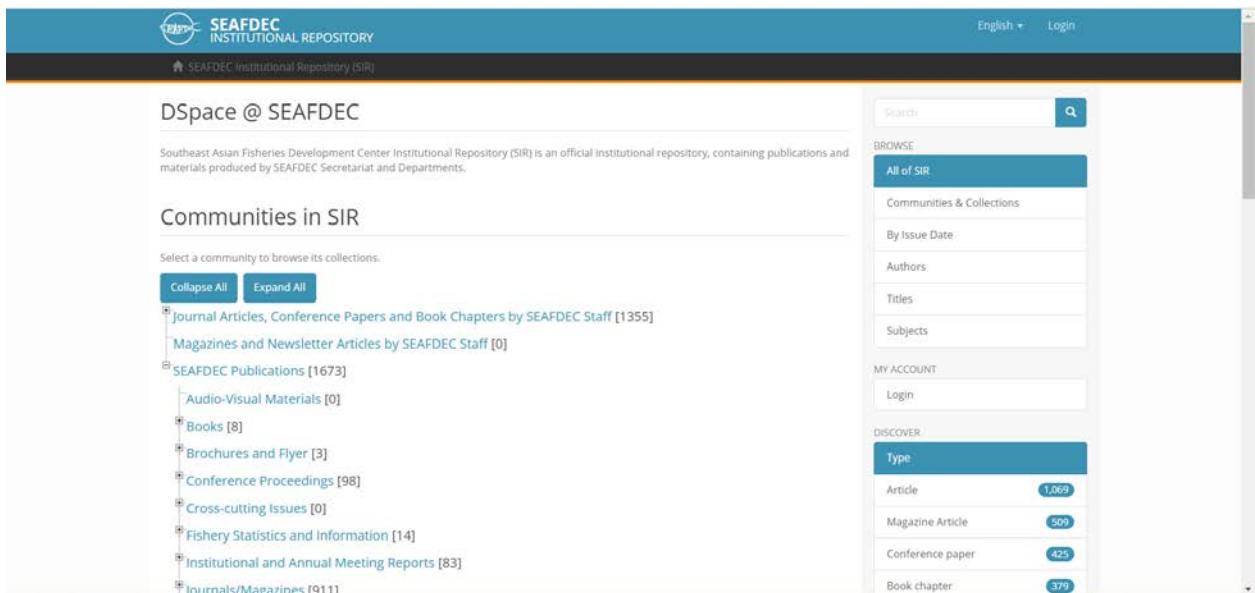 SEAFDEC
INSTITUTIONAL REPOSITORY
English
Login
SEAFDEC Institutional Repository (SIR)
DSpace @ SEAFDEC
Southeast Asian Fisheries Development Center Institutional Repository (SIR) is an official institutional repository, containing publications and
materials produced by SEAFDEC Secretariat and Departments.
Communities in SIR
Select a community to browse its collections.
Collapse All
Expand All
Journal Articles, Conference Papers and Book Chapters by SEAFDEC Staff [1355]
Magazines and Newsletter Articles by SEAFDEC Staff [0]
SEAFDEC Publications [1673]
Audio-Visual Materials [0]
Books [8]
Brochures and Flyer [3]
Conference Proceedings [98]
Cross-cutting Issues [0]
Fishery Statistics and Information [14]
Institutional and Annual Meeting Reports [83]
Journals/Magazines [911]
Search
BROWSE
All of SIR
Communities & Collections
By Issue Date
Authors
Titles
Subjects
MY ACCOUNT
Login
DISCOVER
Type
Article 1,069
Magazine Article 509
Conference paper 425
Book chapter 379